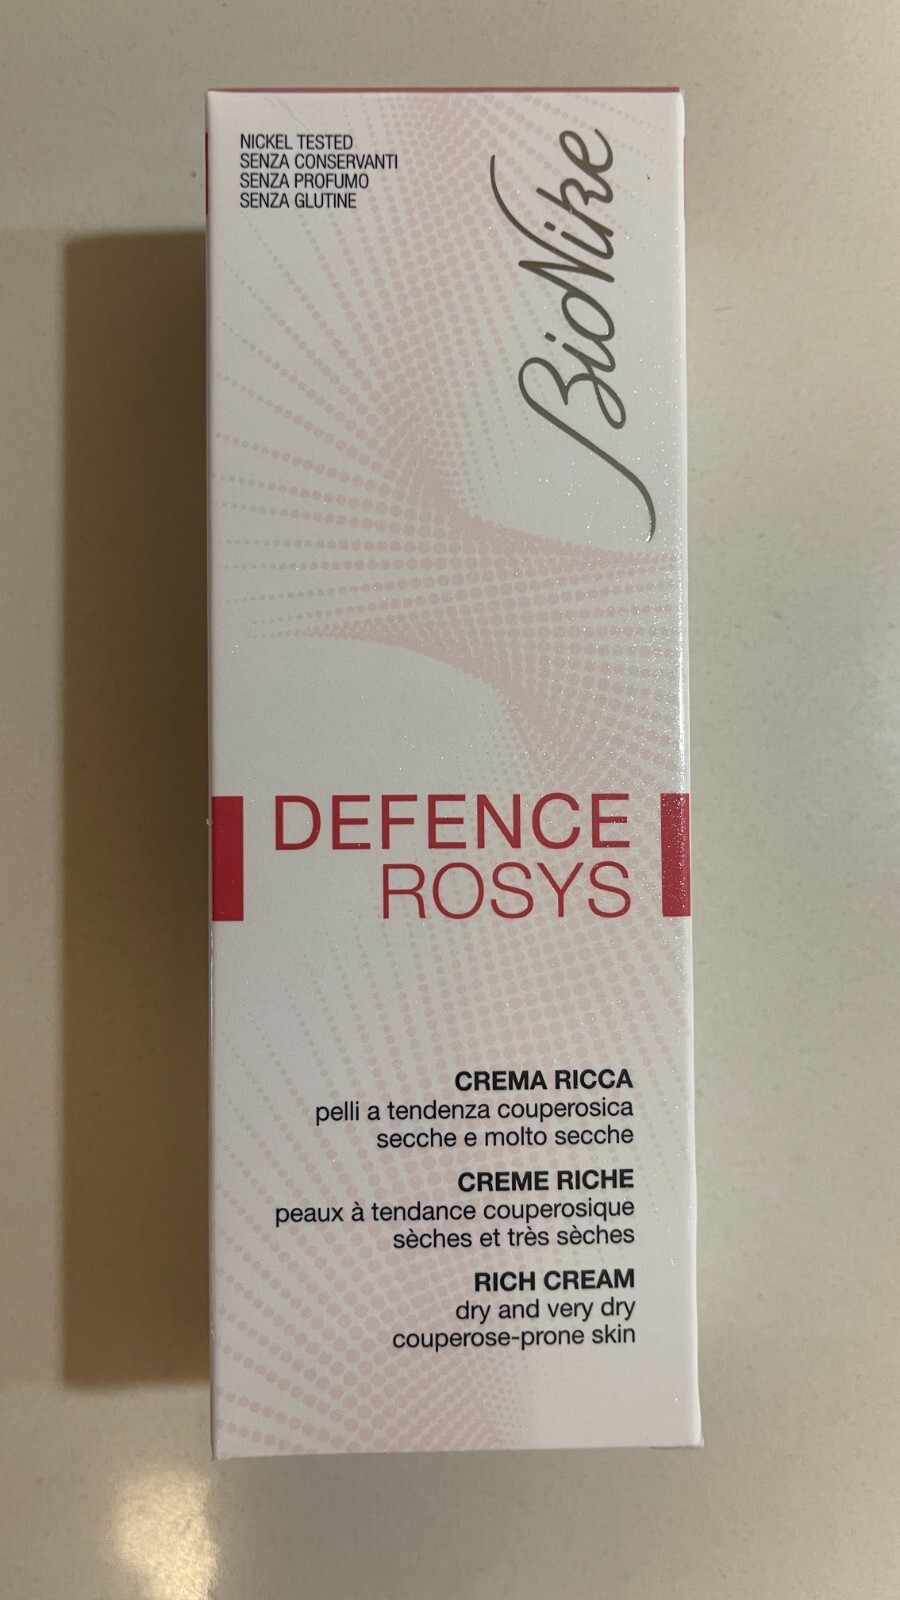 NICKEL TESTED
SENZA CONSERVANTI
SENZA PROFUMO
SENZA GLUTINE
BioNike
DEFENCE
ROSYS
CREMA RICCA
pelli a tendenza couperosica
secche e molto secche
CREME RICHE
peaux à tendance couperosique
sèches et très sèches
RICH CREAM
dry and very dry
couperose-prone skin